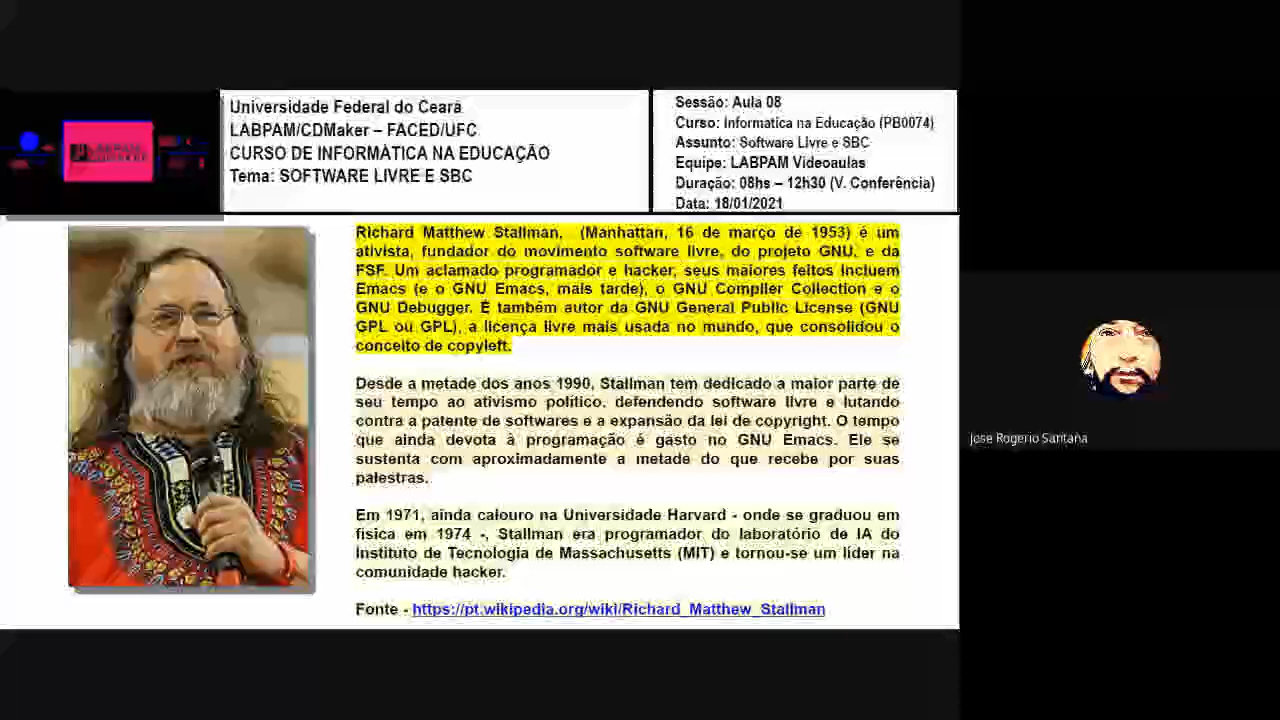 Universidade Federal do Ceará
LABPAM/CDMaker – FACED/UFC
CURSO DE INFORMÁTICA NA EDUCAÇÃO
Tema: SOFTWARE LIVRE E SBC
Sessão: Aula 08
Curso: Informatica na Educação (PB0074)
Assunto: Software Livre e SBC
Equipe: LABPAM Videoaulas
Duração: 08hs – 12h30 (V. Conferência)
Data: 18/01/2021
Richard Matthew Stallman, (Manhattan, 16 de março de 1953) é um
ativista, fundador do movimento software livre, do projeto GNU, e da
FSF. Um aclamado programador e hacker, seus maiores feitos incluem
Emacs (e o GNU Emacs, mais tarde), o GNU Compiler Collection e o
GNU Debugger. É também autor da GNU General Public License (GNU
GPL ou GPL), a licença livre mais usada no mundo, que consolidou o
conceito de copyleft.
Desde a metade dos anos 1990, Stallman tem dedicado a maior parte de
seu tempo ao ativismo político, defendendo software livre e lutando
contra a patente de softwares e a expansão da lei de copyright. O tempo
que ainda devota à programação é gasto no GNU Emacs. Ele se
sustenta com aproximadamente a metade do que recebe por suas
palestras.
Em 1971, ainda calouro na Universidade Harvard - onde se graduou em
física em 1974 -, Stallman era programador do laboratório de IA do
Instituto de Tecnologia de Massachusetts (MIT) e tornou-se um líder na
comunidade hacker.
Fonte - https://pt.wikipedia.org/wiki/Richard_Matthew_Stallman
Jose Rogerio Santana